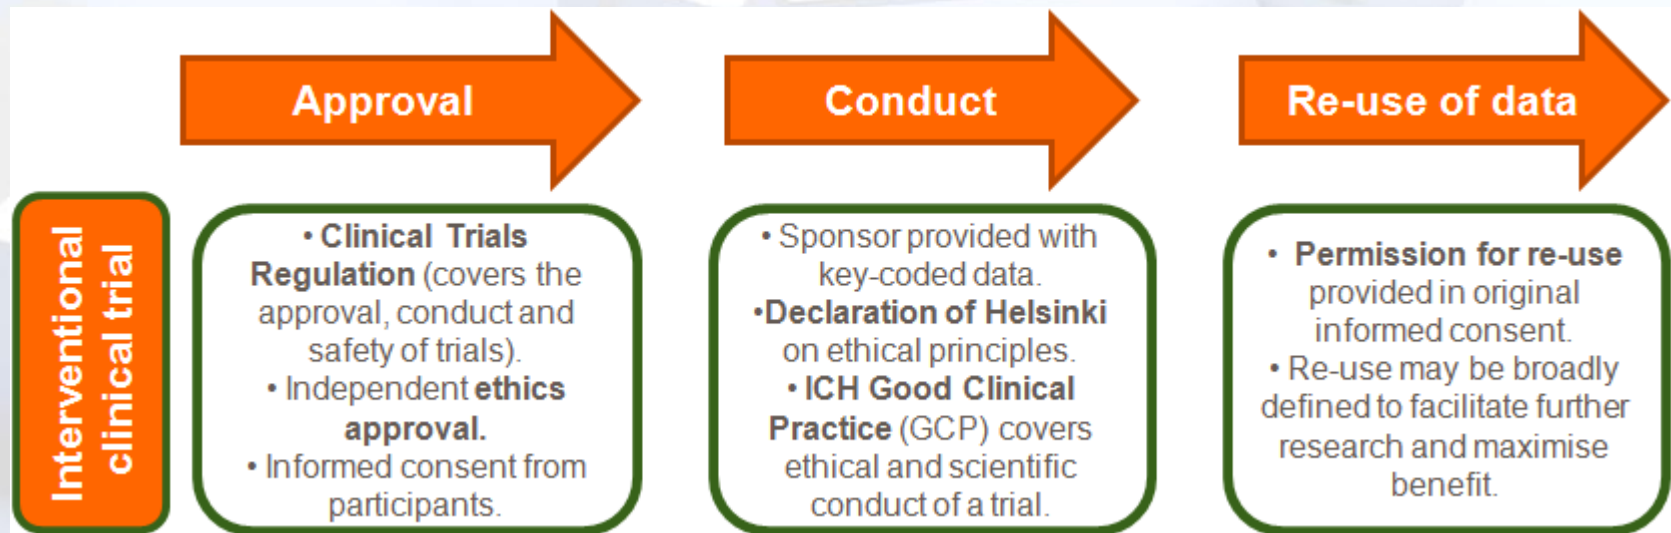 Approval
Conduct
Re-use of data
Interventional
clinical trial
• Clinical Trials
Regulation (covers the
approval, conduct and
safety of trials).
• Independent ethics
approval.
• Informed consent from
participants.
• Sponsor provided with
key-coded data.
•Declaration of Helsinki
on ethical principles.
• ICH Good Clinical
Practice (GCP) covers
ethical and scientific
conduct of a trial.
• Permission for re-use
provided in original
informed consent.
• Re-use may be broadly
defined to facilitate further
research and maximise
benefit.